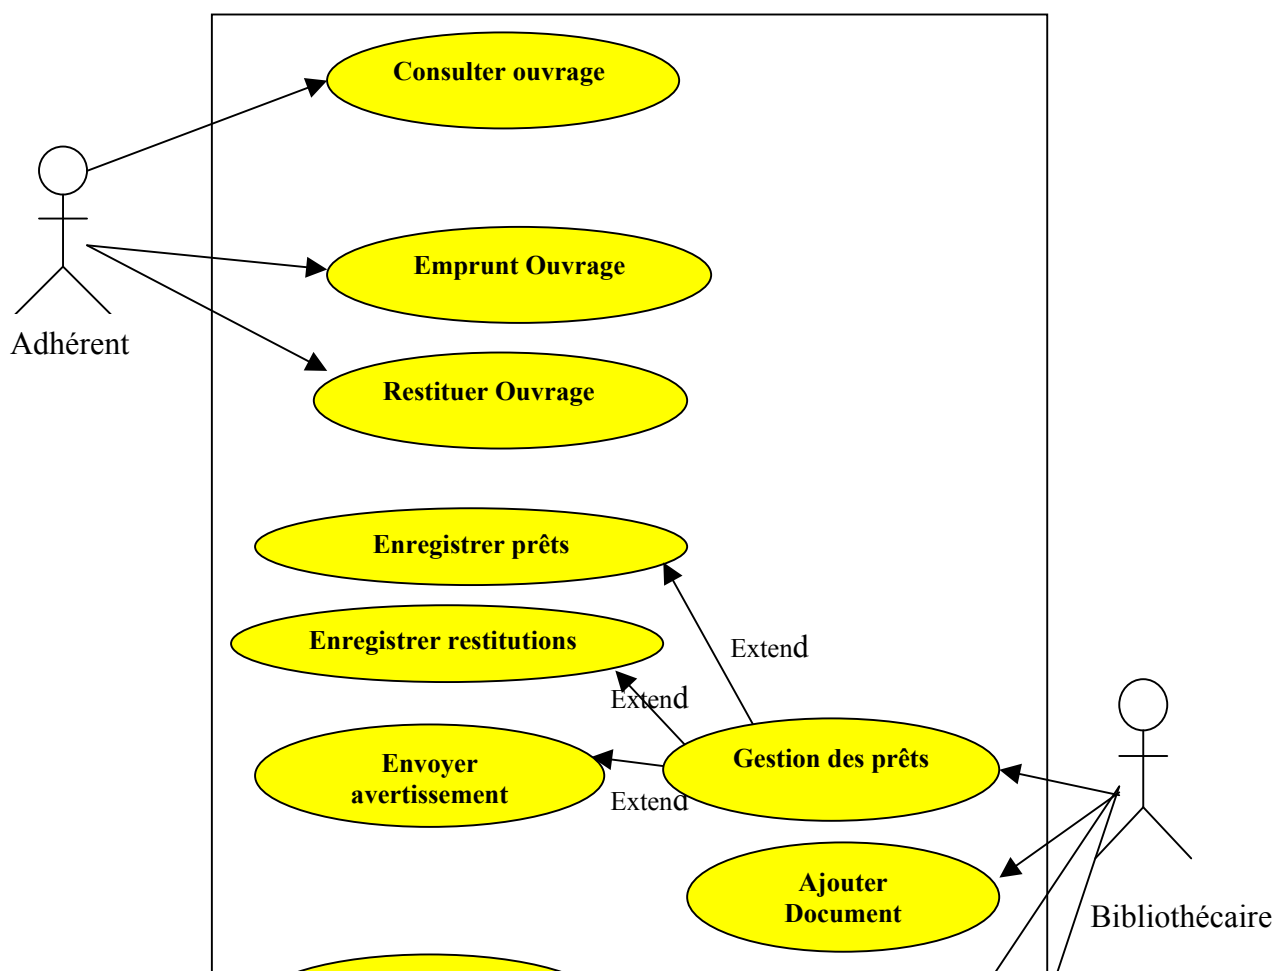 Consulter ouvrage
Emprunt Ouvrage
Adhérent
Restituer Ouvrage
Enregistrer prêts
Enregistrer restitutions
Extend
Extend
Envoyer
avertissement
Gestion des prêts
Extend
Ajouter
Document
Bibliothécaire